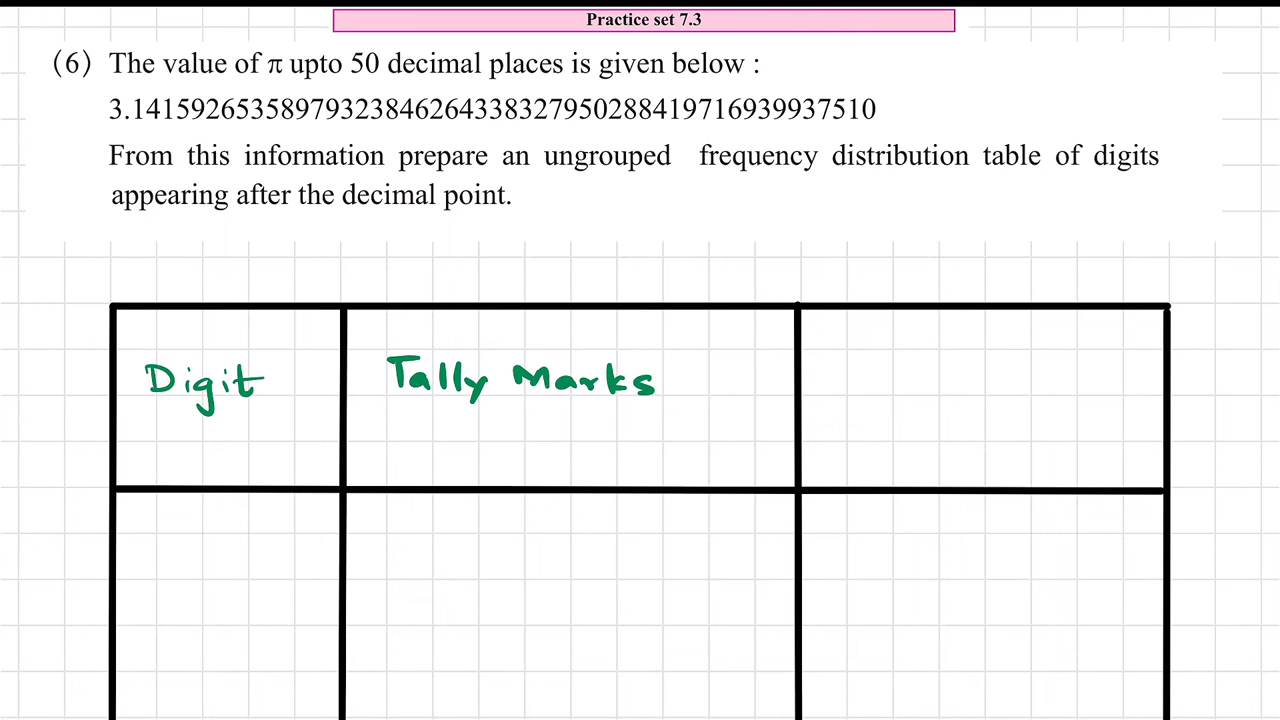 Practice set 7.3
(6) The value of π upto 50 decimal places is given below :
3.14159265358979323846264338327950288419716939937510
From this information prepare an ungrouped frequency distribution table of digits
appearing after the decimal point.
Digit Tally Marks